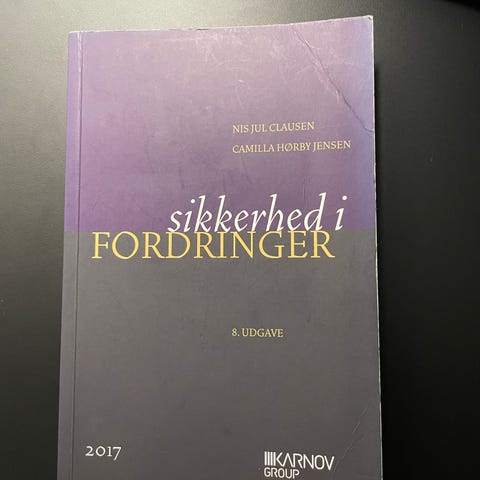 NIS JUL CLAUSEN
CAMILLA HØRBY JENSEN
sikkerhed i
FORDRINGER
8. UDGAVE
2017
KARNOV
GROUP